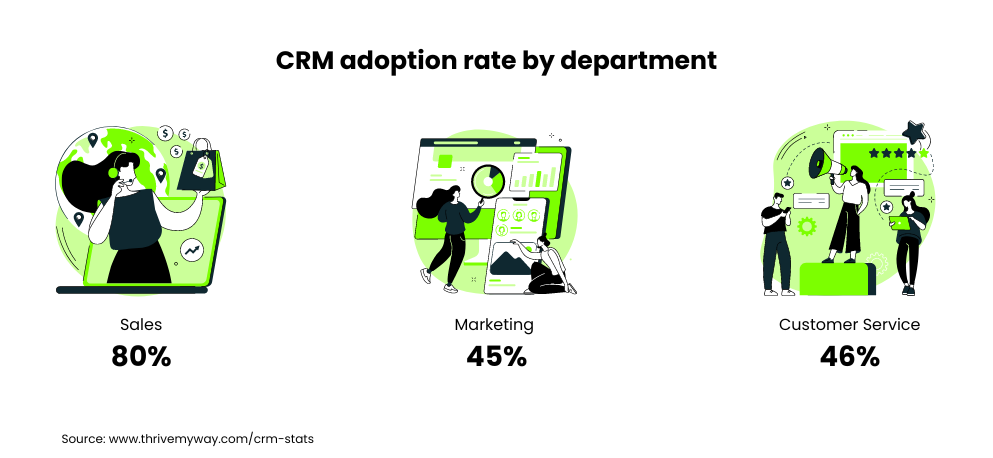 CRM adoption rate by department
Sales
80%
Marketing
45%
Customer Service
46%
Source: www.thrivemyway.com/crm-stats